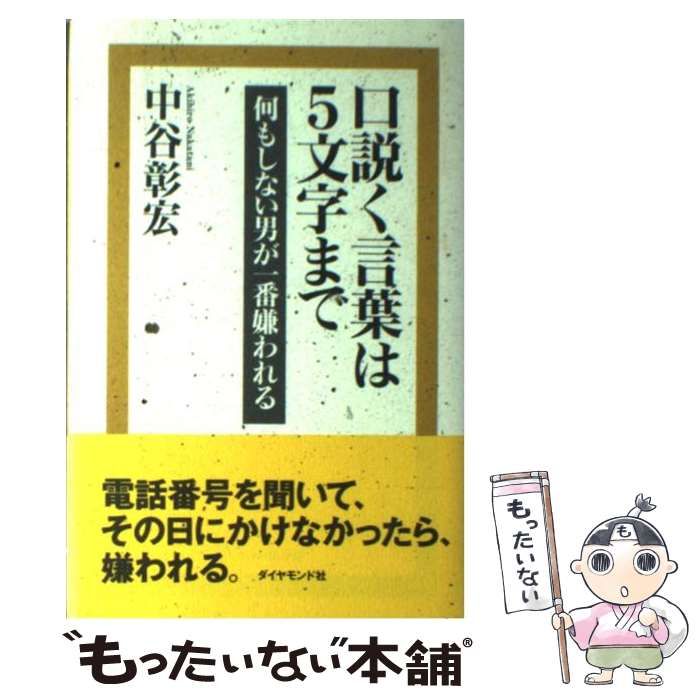 口説く言葉は
5文字まで
何もしない男が一番嫌われる
Akihiro Nakatani
中谷彰宏
電話番号を聞いて、
その日にかけなかったら、
嫌われる。
ダイヤモンド社
も
もったいない
“もったいない”本舗®